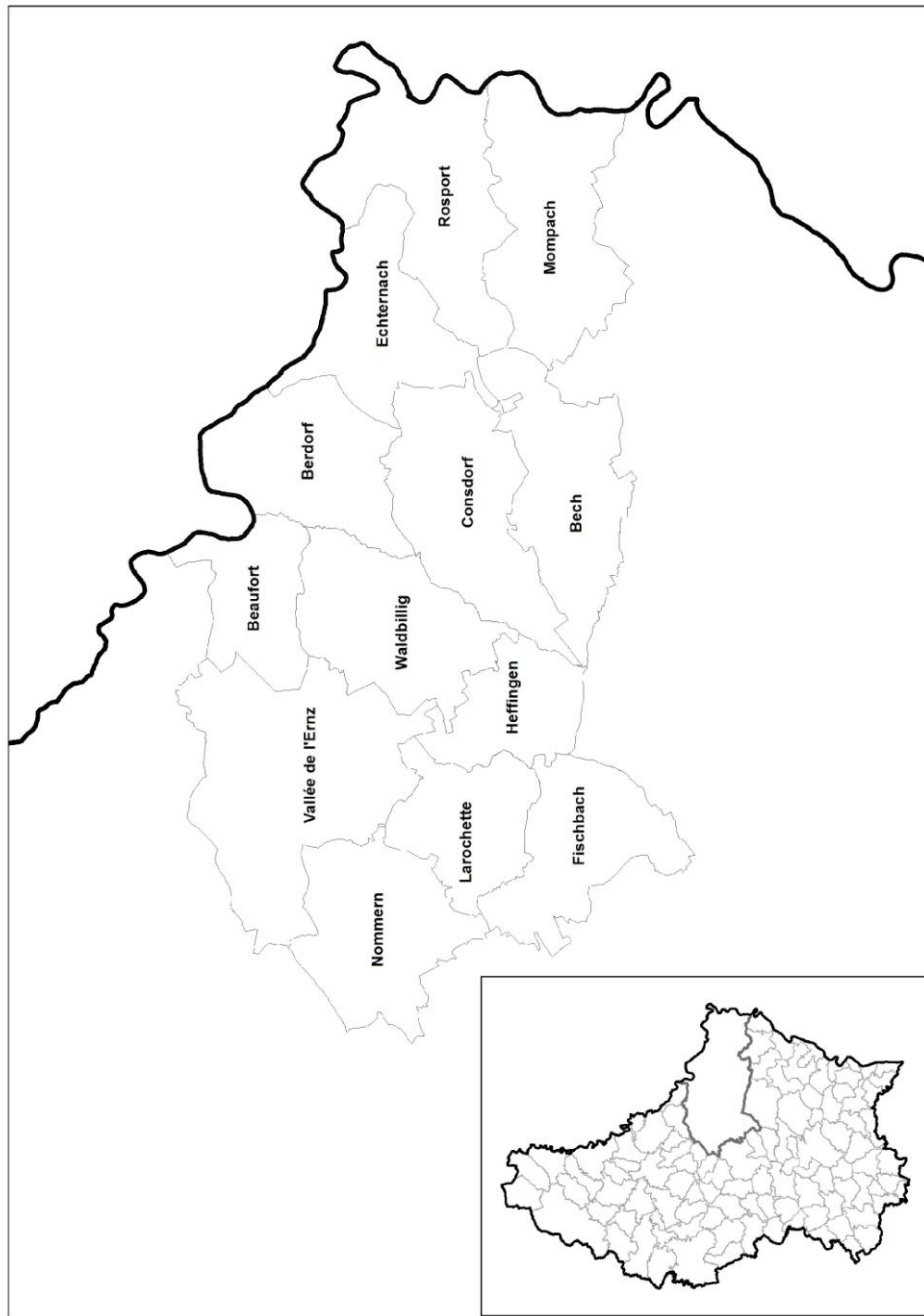 Rosport
Mompach
Echternach
Berdorf
Consdorf
Bech
Beaufort
Waldbillig
Heffingen
Vallée de l'Ernz
Larochette
Fischbach
Nommern